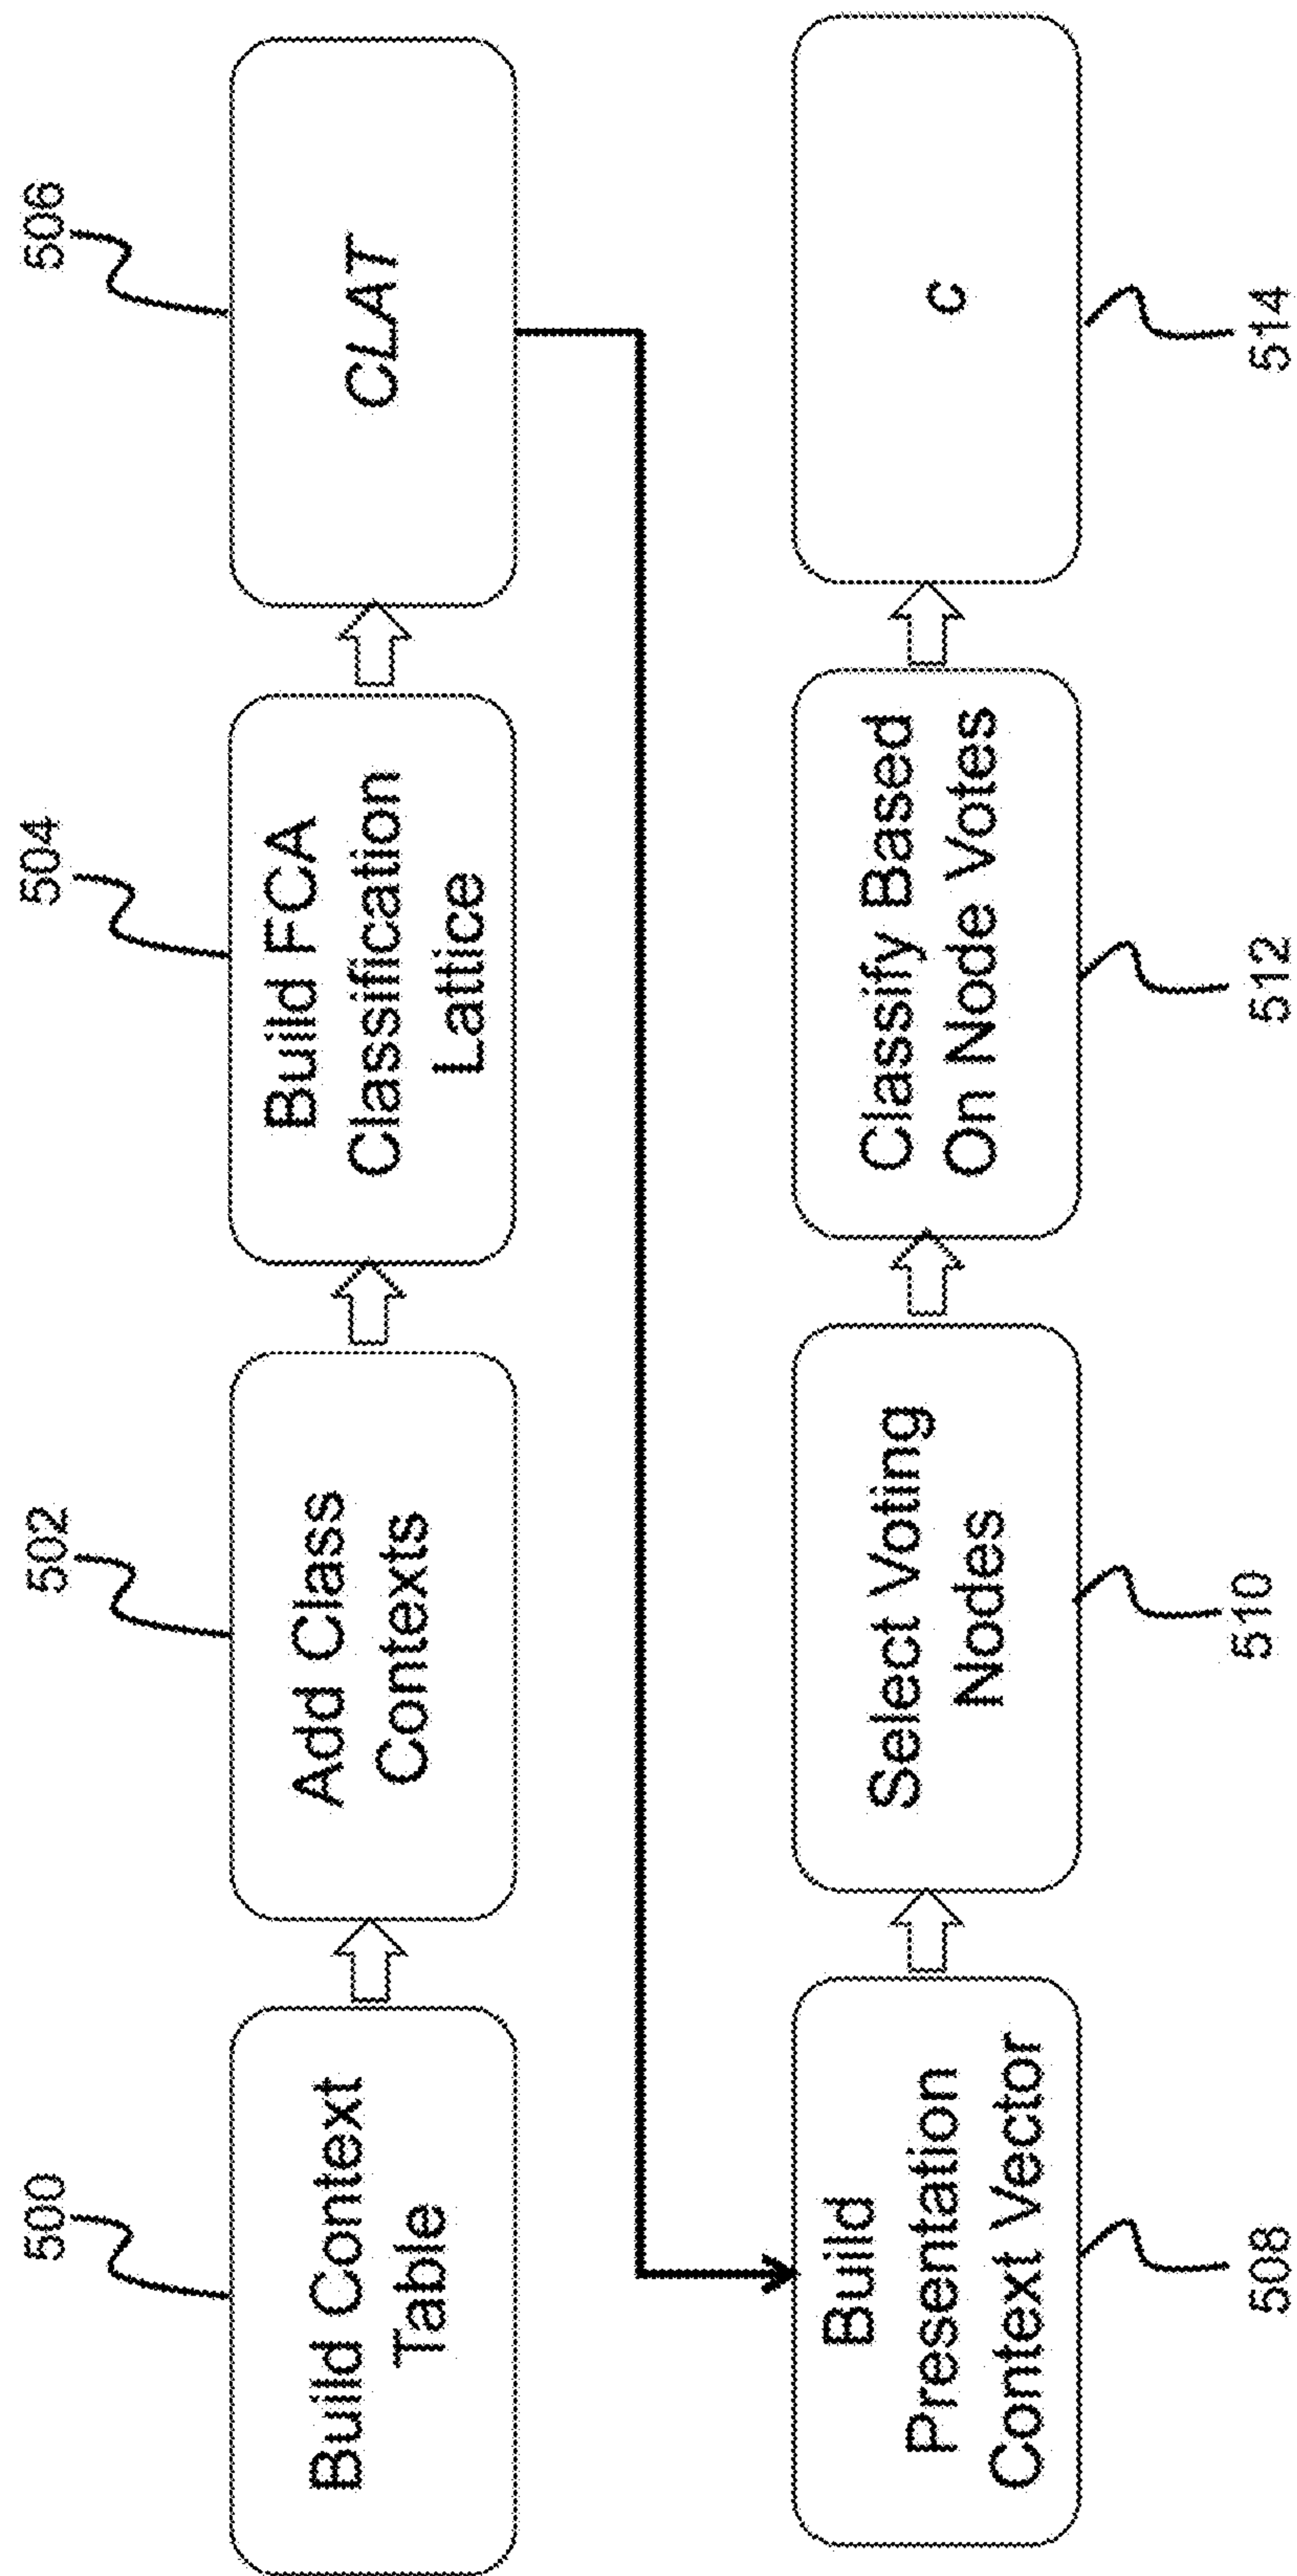 500
502
504
506
Build Context
Table
Add Class
Contexts
Build FCA
Classification
Lattice
CLAT
Build
Presentation
Context Vector
Select Voting
Nodes
Classify Based
On Node Votes
c
508
510
512
514